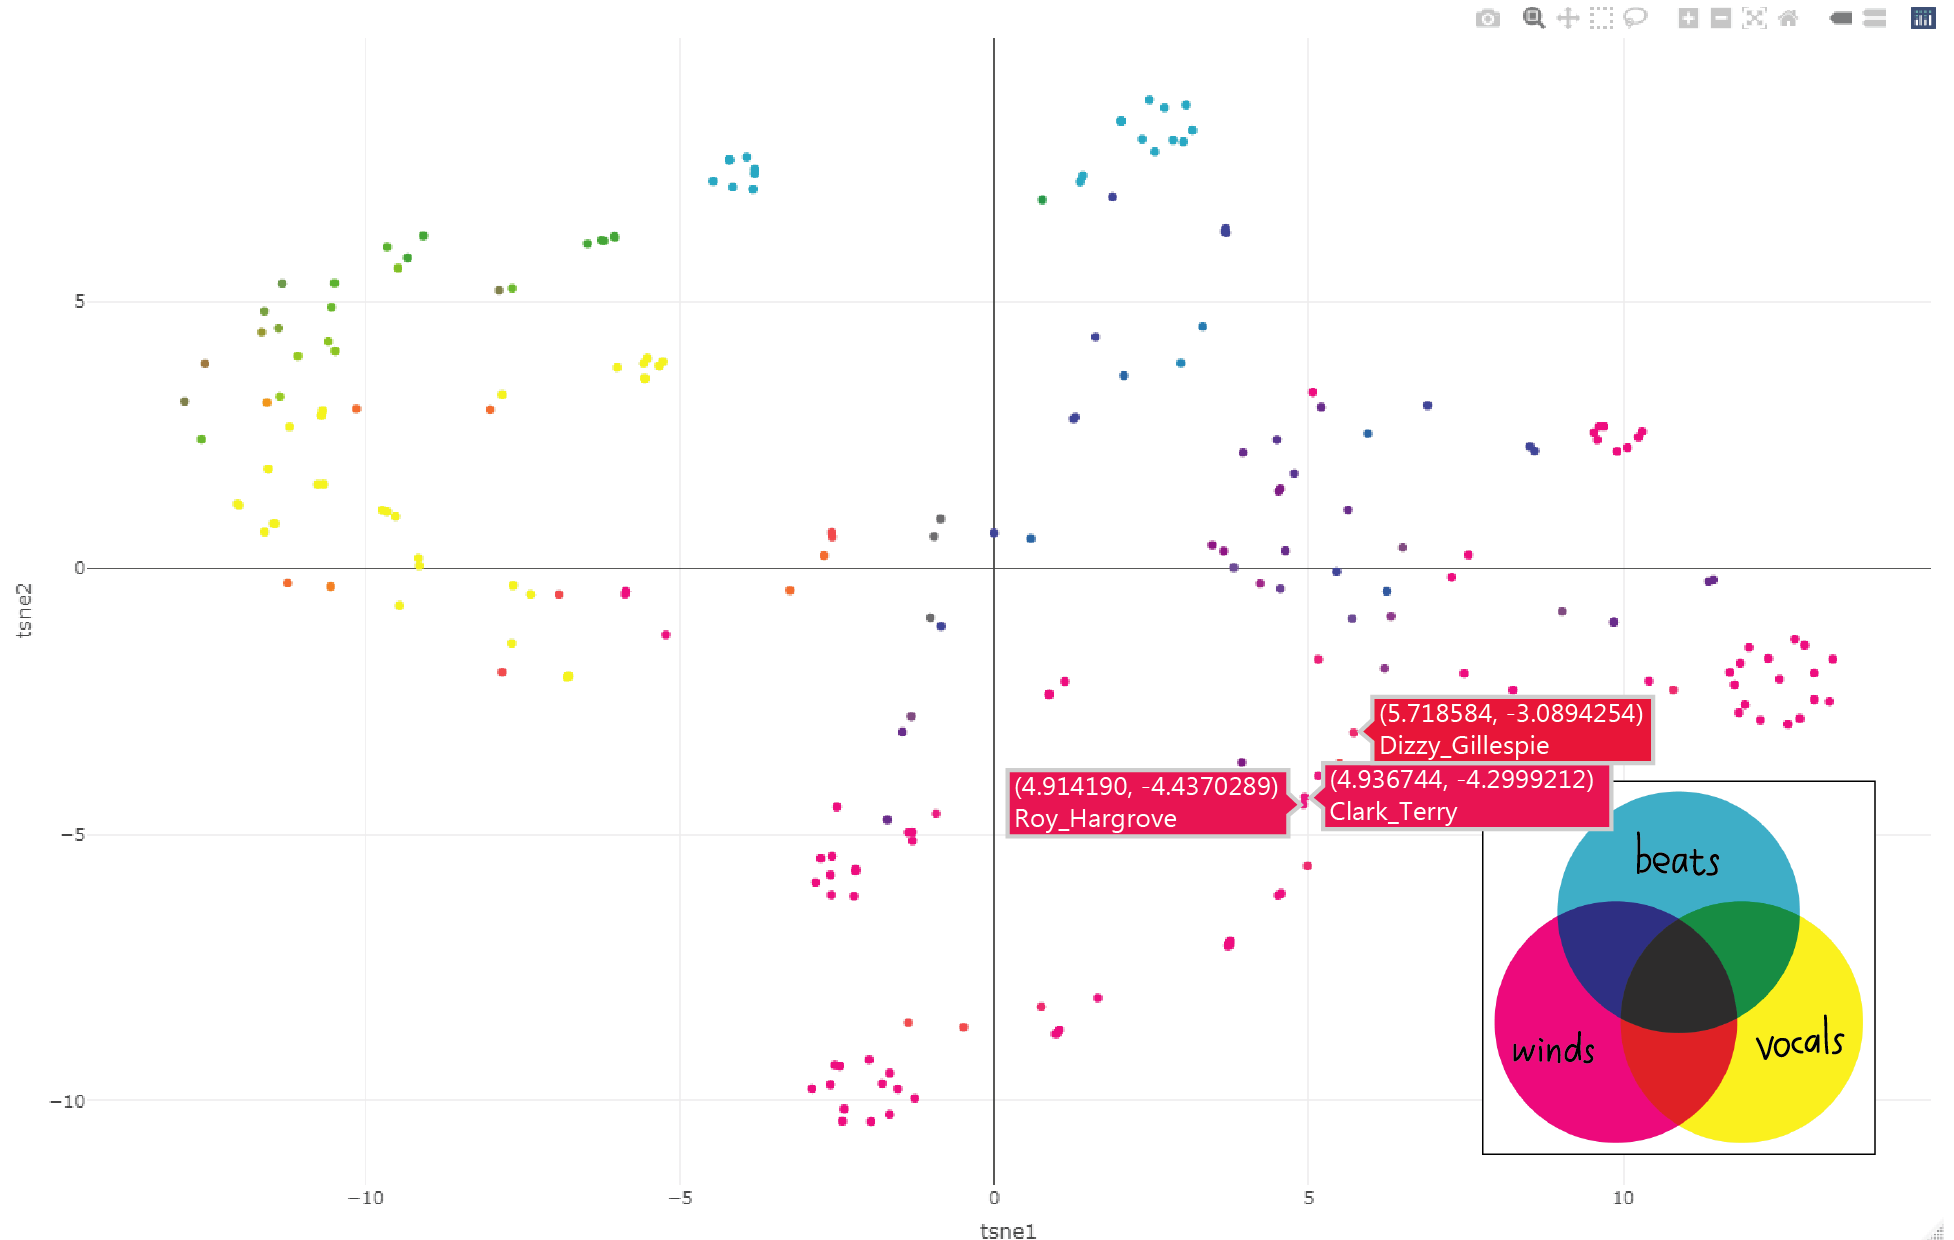 5
0
−5
−10
tsne2
(5.718584, -3.0894254)
Dizzy_Gillespie
(4.914190, -4.4370289)
Roy_Hargrove
(4.936744, -4.2999212)
Clark_Terry
beats
winds
vocals
−10
−5
0
5
10
tsne1